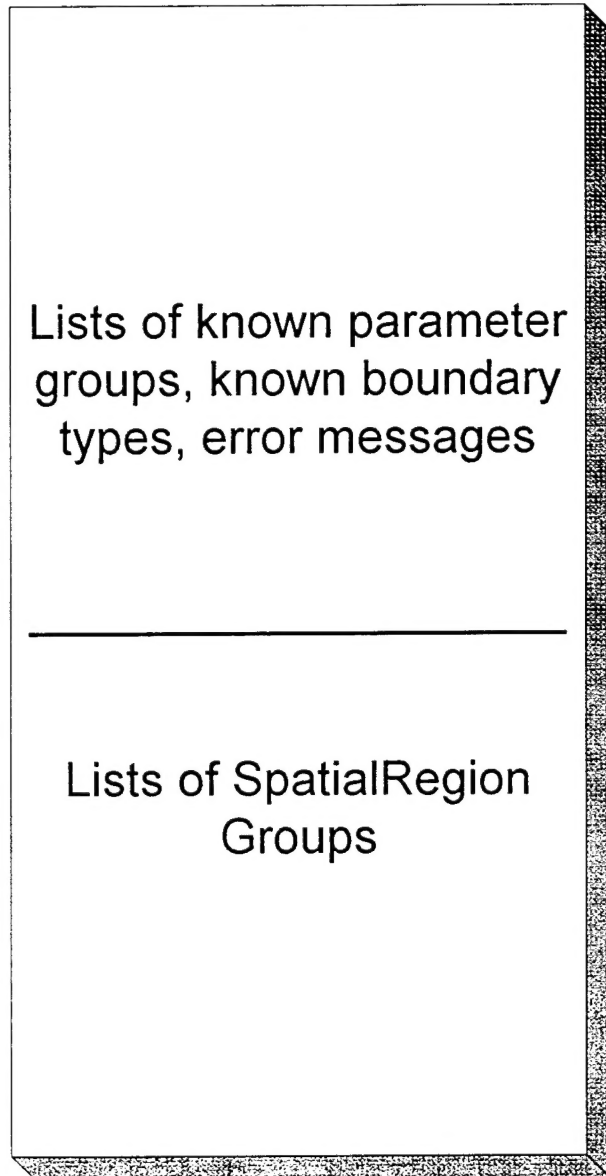 Lists of known parameter
groups, known boundary
types, error messages
Lists of SpatialRegion
Groups